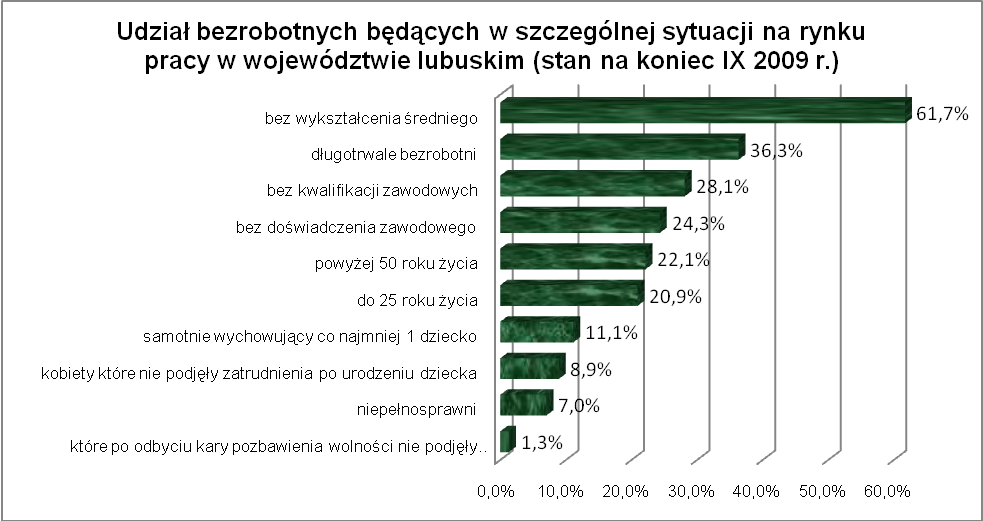 Udział bezrobotnych będących w szczególnej sytuacji na rynku
pracy w województwie lubuskim (stan na koniec IX 2009 r.)
bez wykształcenia średniego 61,7%
długotrwale bezrobotni 36,3%
bez kwalifikacji zawodowych 28,1%
bez doświadczenia zawodowego 24,3%
powyżej 50 roku życia 22,1%
do 25 roku życia 20,9%
samotnie wychowujący co najmniej 1 dziecko 11,1%
kobiety które nie podjęły zatrudnienia po urodzeniu dziecka 8,9%
niepełnosprawni 7,0%
które po odbyciu kary pozbawienia wolności nie podjęły.. 1,3%
0,0% 10,0% 20,0% 30,0% 40,0% 50,0% 60,0%